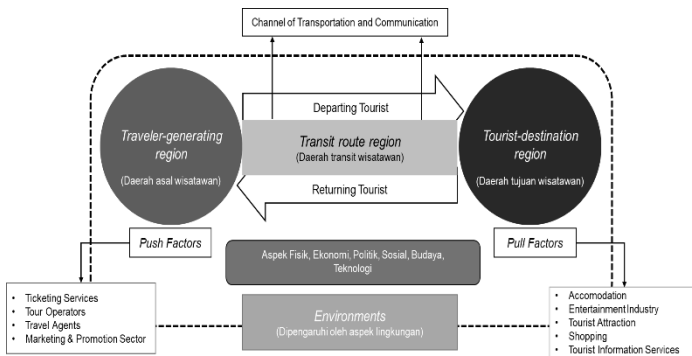 Channel of Transportation and Communication
Departing Tourist
Traveler-generating
region
(Daerah asal wisatawan)
Transit route region
(Daerah transit wisatawan)
Tourist-destination
region
(Daerah tujuan wisatawan)
Returning Tourist
Push Factors
Pull Factors
Aspek Fisik, Ekonomi, Politik, Sosial, Budaya,
Teknologi
• Ticketing Services
• Tour Operators
• Travel Agents
• Marketing & Promotion Sector
Environments
(Dipengaruhi oleh aspek lingkungan)
• Accomodation
• Entertainment Industry
• Tourist Attraction
• Shopping
• Tourist Information Services